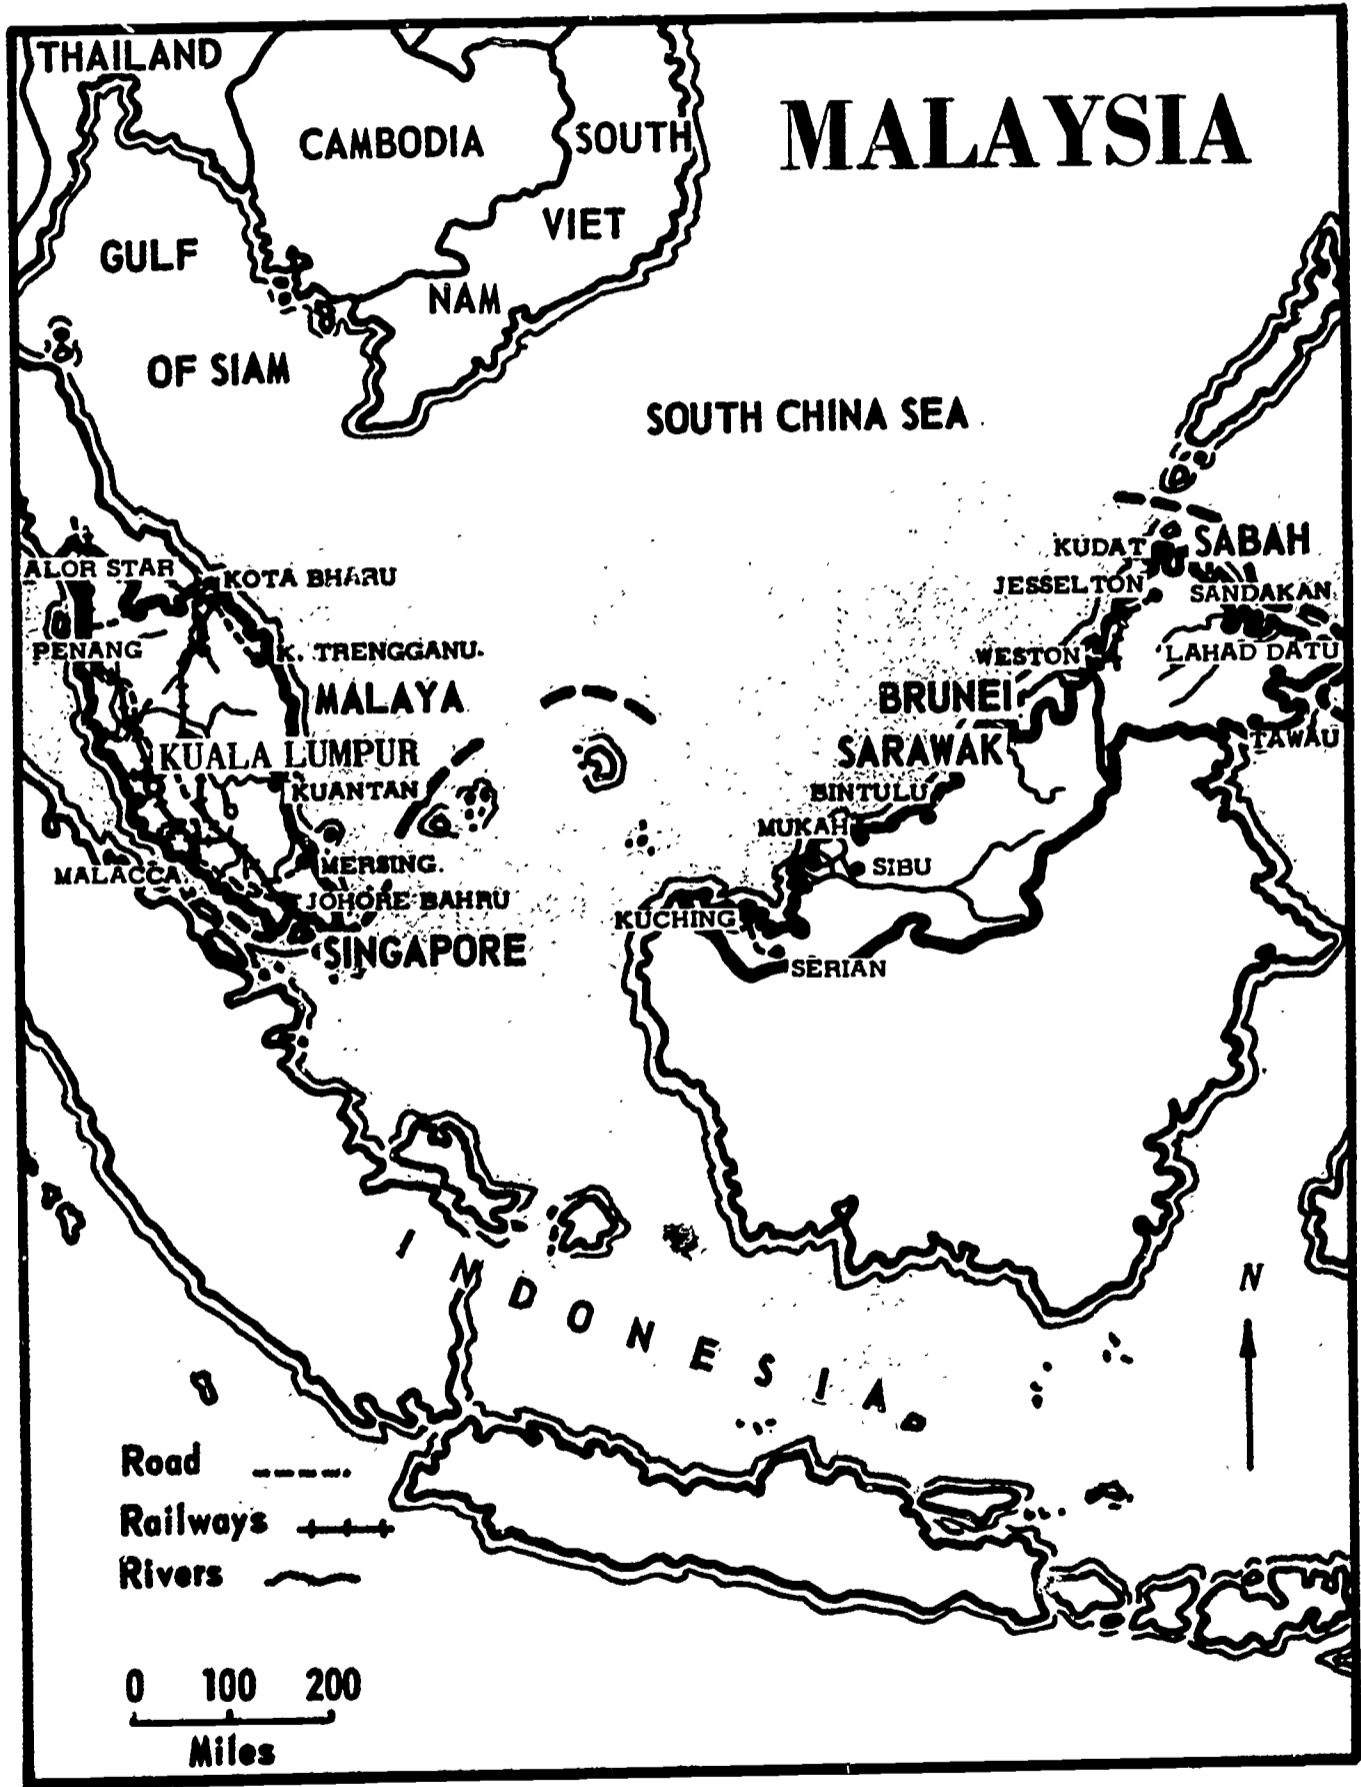 THAILAND
CAMBODIA
SOUTH
VIET
NAM
MALAYSIA
GULF
OF SIAM
SOUTH CHINA SEA
ALOR STAR
KOTA BHARU
PENANG
K. TRENGGANU.
MALAYA
KUALA LUMPUR
KUANTAN
MERSING.
MALACCA
JOHORE BAHRU
SINGAPORE
KUDAT
SABAH
JESSELTON
SANDAKAN
WESTON
LAHAD DATU
BRUNEI
SARAWAK
TAWAU
BINTULU
MUKAH
SIBU
KUCHING
SERIAN
INDONESIA
N
Road
Railways
Rivers
0 100 200
Miles